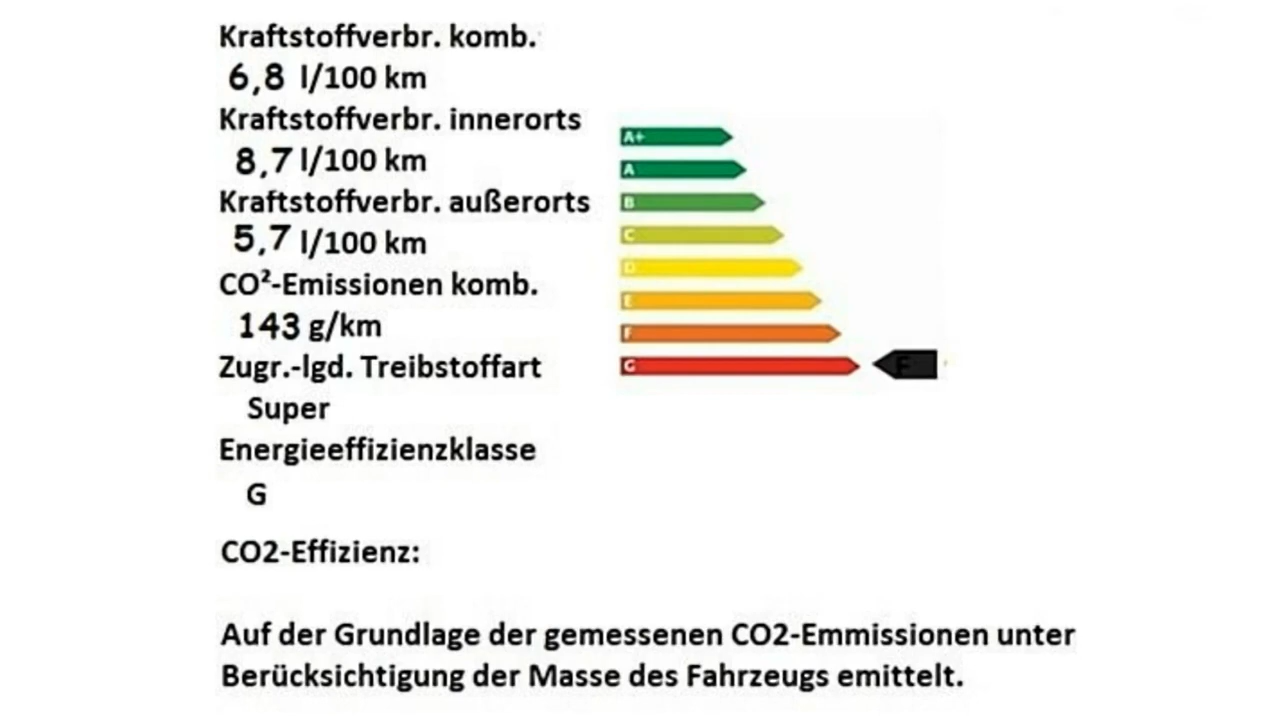 Kraftstoffverbr. komb.
6,8 l/100 km
Kraftstoffverbr. innerorts
8,7 l/100 km
Kraftstoffverbr. außerorts
5,7 l/100 km
CO²-Emissionen komb.
143 g/km
Zugr.-lgd. Treibstoffart
Super
Energieeffizienzklasse
G
A+
A
B
C
D
E
F
G
F
CO2-Effizienz:
Auf der Grundlage der gemessenen CO2-Emmissionen unter
Berücksichtigung der Masse des Fahrzeugs emittelt.